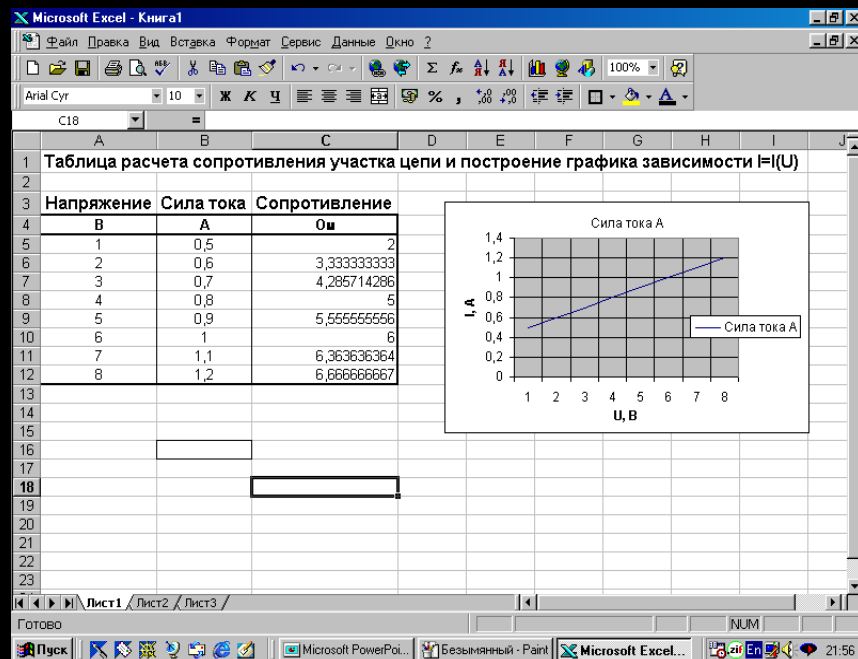 Microsoft Excel - Книга1
Файл Правка Вид Вставка Формат Сервис Данные Окно ?
100%
Arial Cyr 10 Ж К Ч
C18 =
A B C D E F G H I J
1 Таблица расчета сопротивления участка цепи и построение графика зависимости I=I(U)
2
3 Напряжение Сила тока Сопротивление
4 В А Ом
5 1 0,5 2
6 2 0,6 3,333333333
7 3 0,7 4,285714286
8 4 0,8 5
9 5 0,9 5,555555556
10 6 1 6
11 7 1,1 6,363636364
12 8 1,2 6,666666667
13
14
15
16
17
18
19
20
21
22
23
Сила тока А
1,4
1,2
1
0,8
0,6
0,4
0,2
0
I, А
1 2 3 4 5 6 7 8
U, В
Сила тока А
Лист1 Лист2 Лист3
Готово NUM
Пуск Microsoft PowerPoi... Безымянный - Paint Microsoft Excel... En 21:56